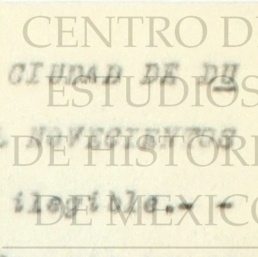 CENTRO D
CIUDAD DE DU
ESTUDIOS
NOVECIENTOS
DE HISTORI
ilegible.- -
DE MEXICO